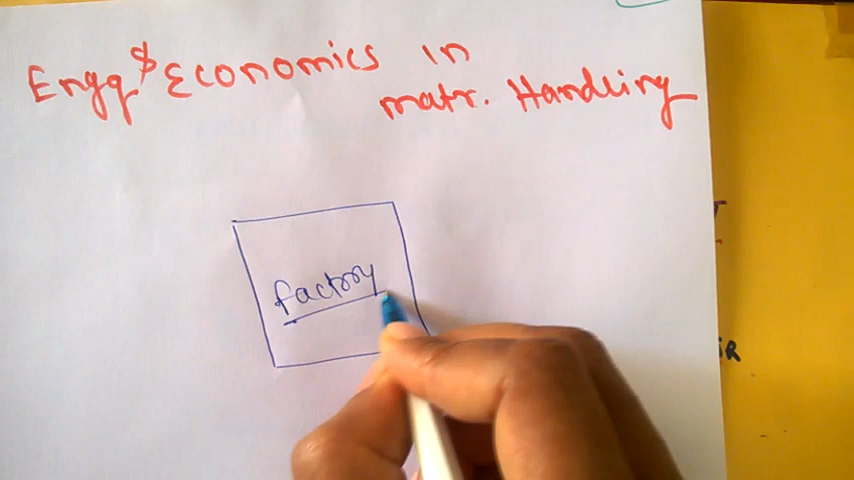 Engg & Economics in
matr. Handling
factory
R